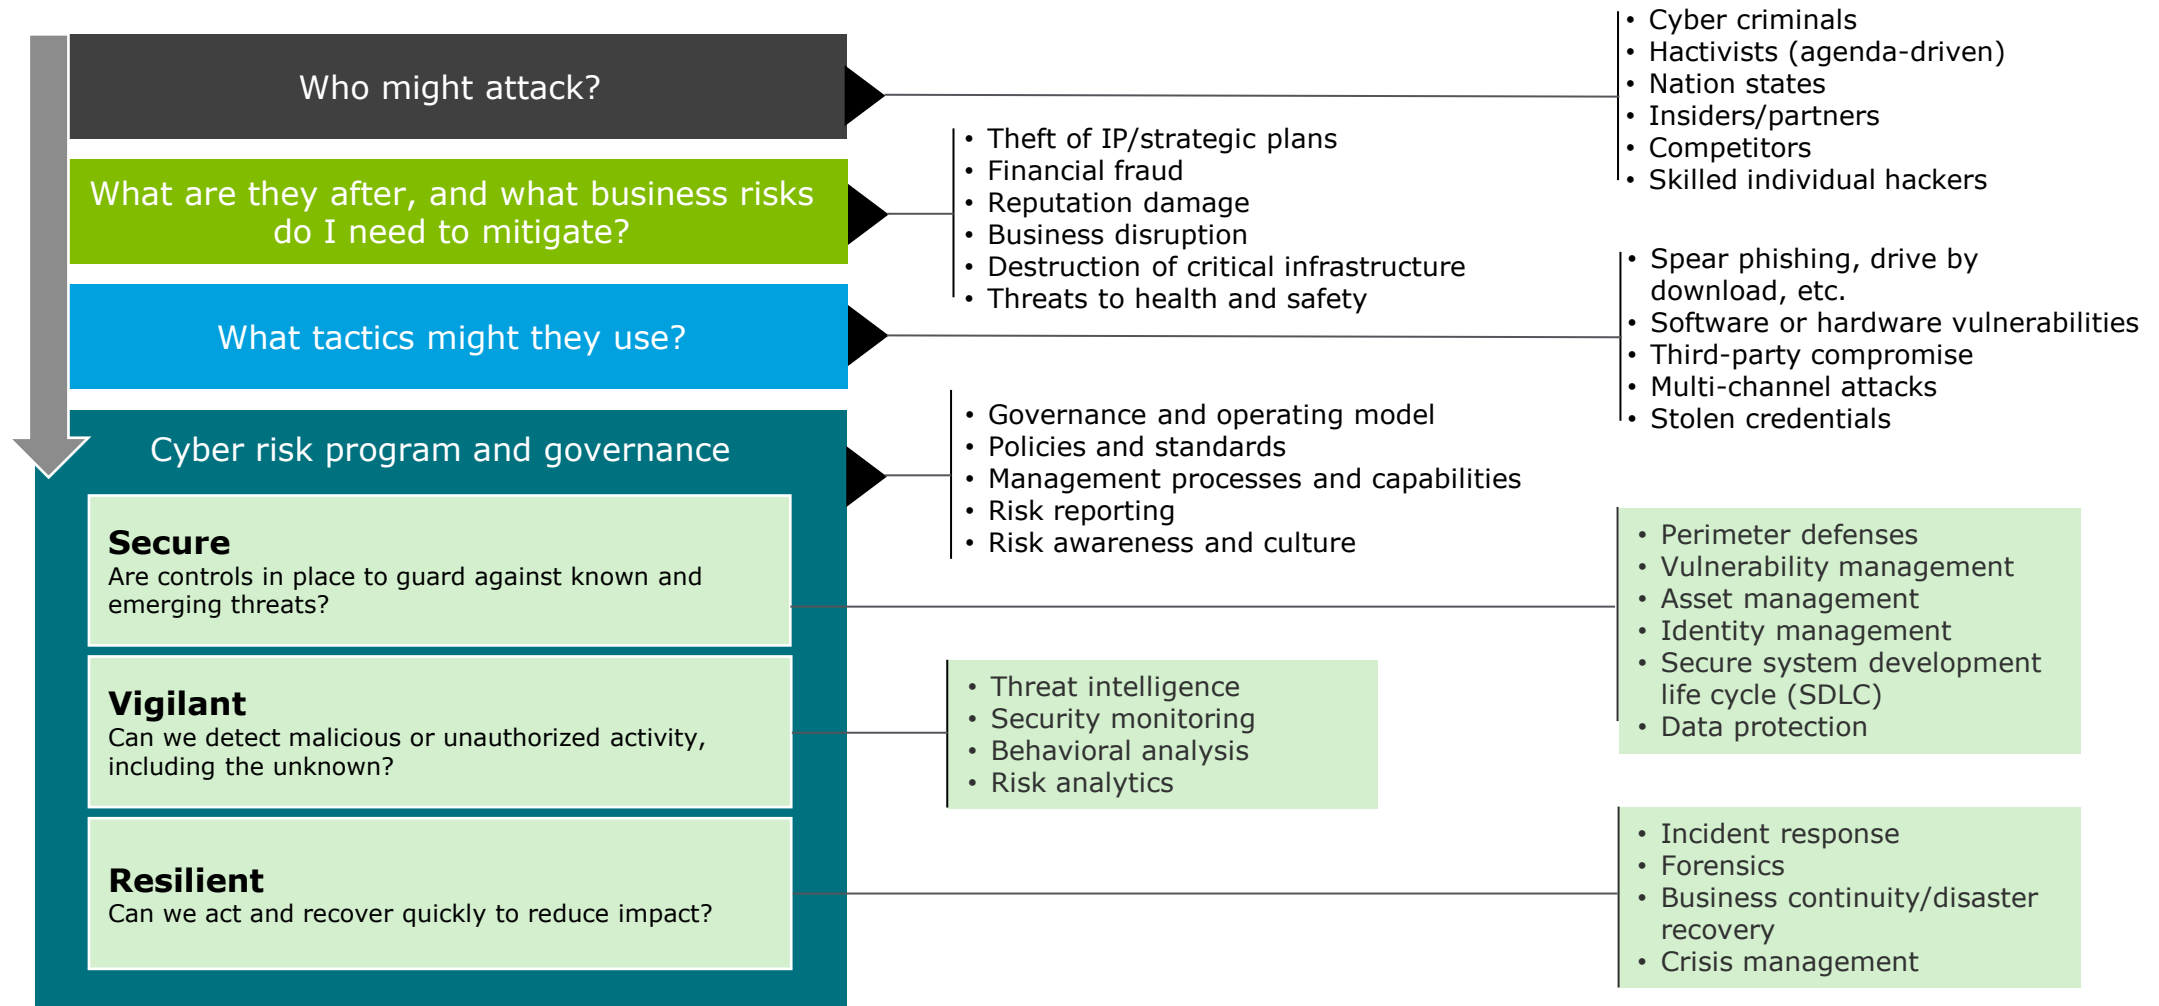 Who might attack?
• Cyber criminals
• Hactivists (agenda-driven)
• Nation states
• Insiders/partners
• Competitors
• Skilled individual hackers
What are they after, and what business risks
do I need to mitigate?
• Theft of IP/strategic plans
• Financial fraud
• Reputation damage
• Business disruption
• Destruction of critical infrastructure
• Threats to health and safety
What tactics might they use?
• Spear phishing, drive by
download, etc.
• Software or hardware vulnerabilities
• Third-party compromise
• Multi-channel attacks
• Stolen credentials
Cyber risk program and governance
• Governance and operating model
• Policies and standards
• Management processes and capabilities
• Risk reporting
• Risk awareness and culture
Secure
Are controls in place to guard against known and
emerging threats?
• Perimeter defenses
• Vulnerability management
• Asset management
• Identity management
• Secure system development
life cycle (SDLC)
• Data protection
Vigilant
Can we detect malicious or unauthorized activity,
including the unknown?
• Threat intelligence
• Security monitoring
• Behavioral analysis
• Risk analytics
Resilient
Can we act and recover quickly to reduce impact?
• Incident response
• Forensics
• Business continuity/disaster
recovery
• Crisis management